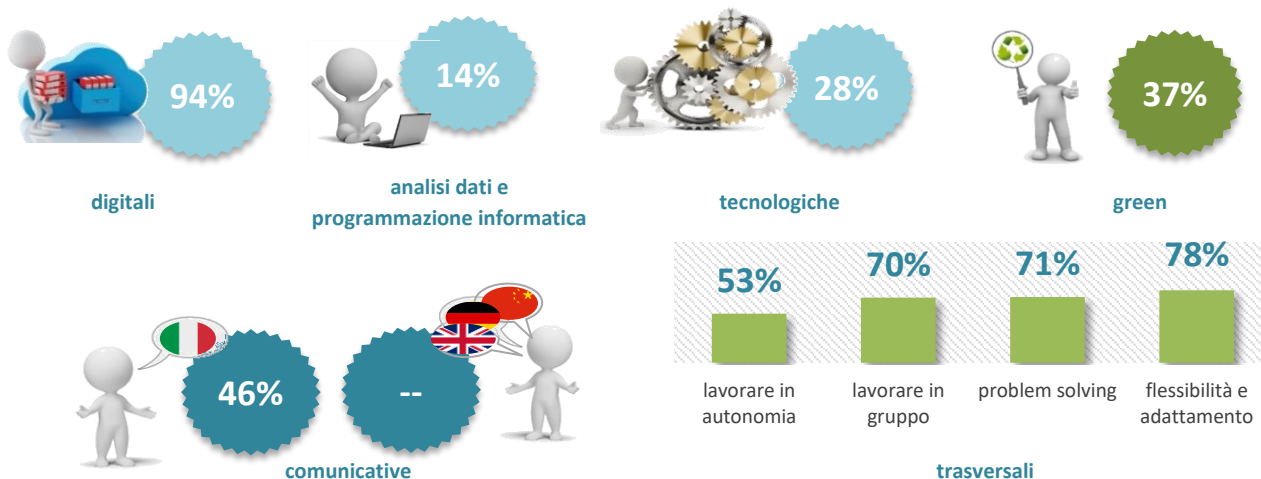 94%
14%
28%
37%
digitali
analisi dati e
programmazione informatica
tecnologiche
green
46%
--
comunicative
53%
70%
71%
78%
lavorare in
autonomia
lavorare in
gruppo
problem solving
flessibilità e
adattamento
trasversali